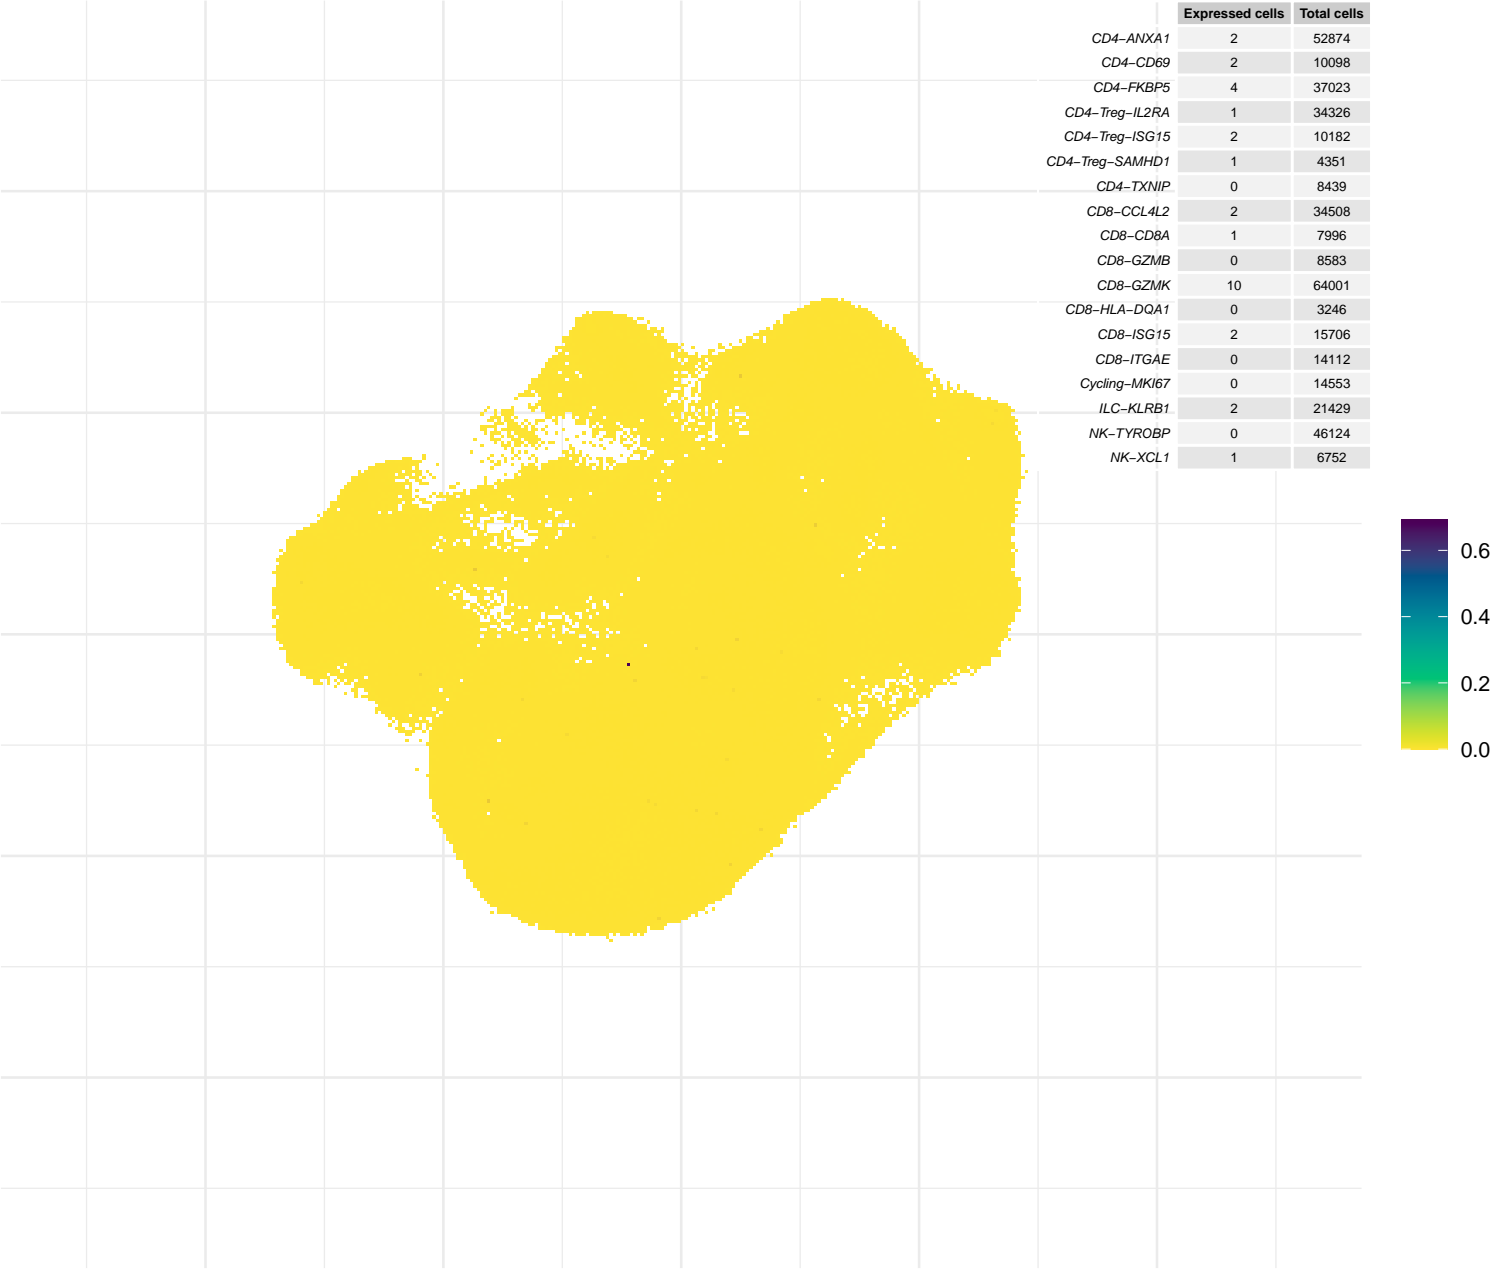 Expressed cells Total cells
CD4−ANXA1 2 52874
CD4−CD69 2 10098
CD4−FKBP5 4 37023
CD4−Treg−IL2RA 1 34326
CD4−Treg−ISG15 2 10182
CD4−Treg−SAMHD1 1 4351
CD4−TXNIP 0 8439
CD8−CCL4L2 2 34508
CD8−CD8A 1 7996
CD8−GZMB 0 8583
CD8−GZMK 10 64001
CD8−HLA−DQA1 0 3246
CD8−ISG15 2 15706
CD8−ITGAE 0 14112
Cycling−MKI67 0 14553
ILC−KLRB1 2 21429
NK−TYROBP 0 46124
NK−XCL1 1 6752
0.6
0.4
0.2
0.0